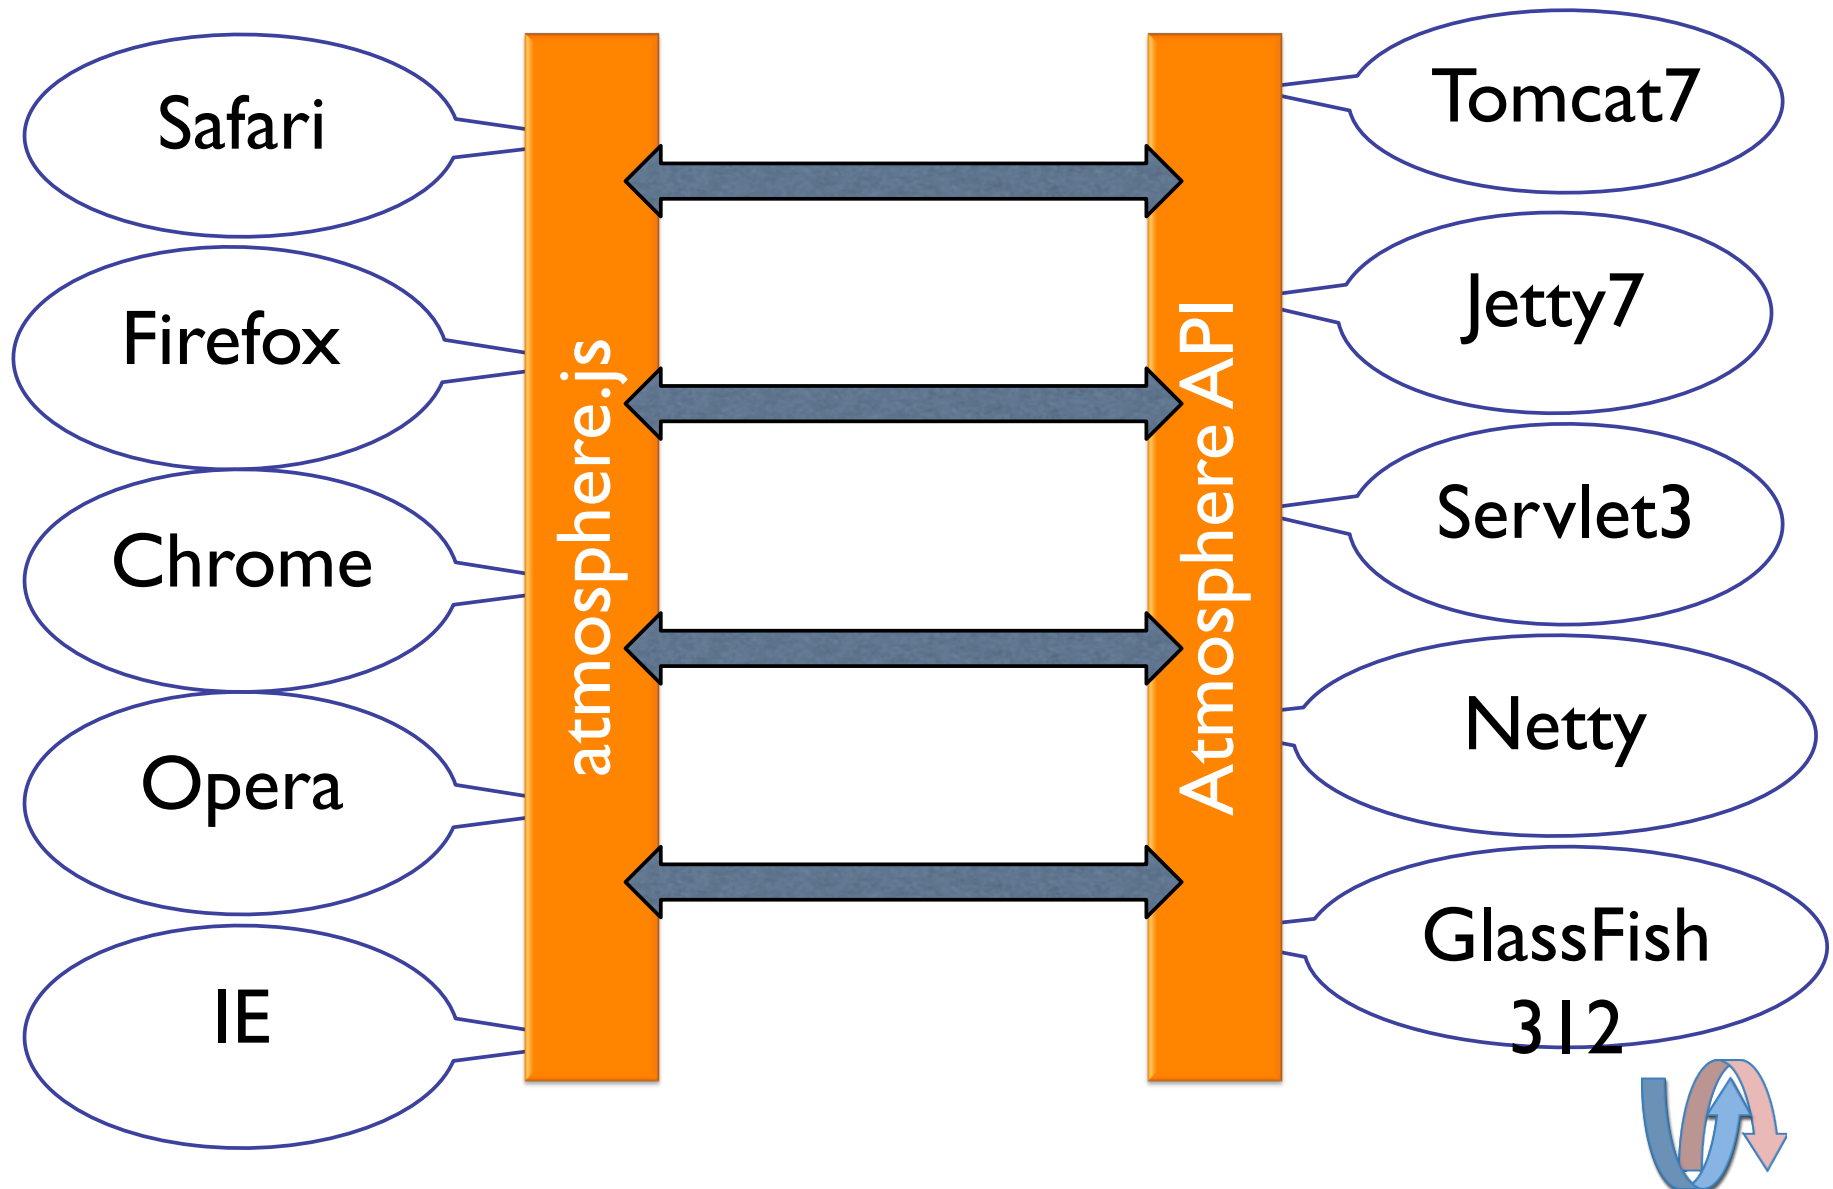 Safari
Firefox
Chrome
Opera
IE
atmosphere.js
Atmosphere API
Tomcat7
Jetty7
Servlet3
Netty
GlassFish
312